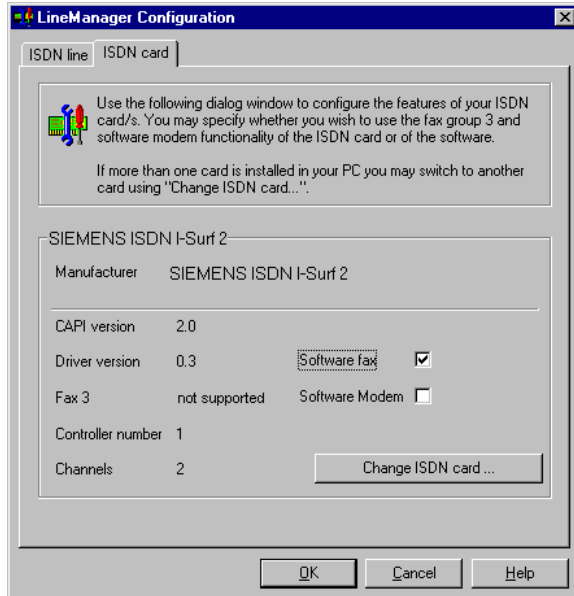 LineManager Configuration
ISDN line
ISDN card
Use the following dialog window to configure the features of your ISDN
card/s. You may specify whether you wish to use the fax group 3 and
software modem functionality of the ISDN card or of the software.
If more than one card is installed in your PC you may switch to another
card using "Change ISDN card...".
SIEMENS ISDN I-Surf 2
Manufacturer SIEMENS ISDN I-Surf 2
CAPI version 2.0
Driver version 0.3 Software fax
Fax 3 not supported Software Modem
Controller number 1
Channels 2 Change ISDN card ...
OK Cancel Help